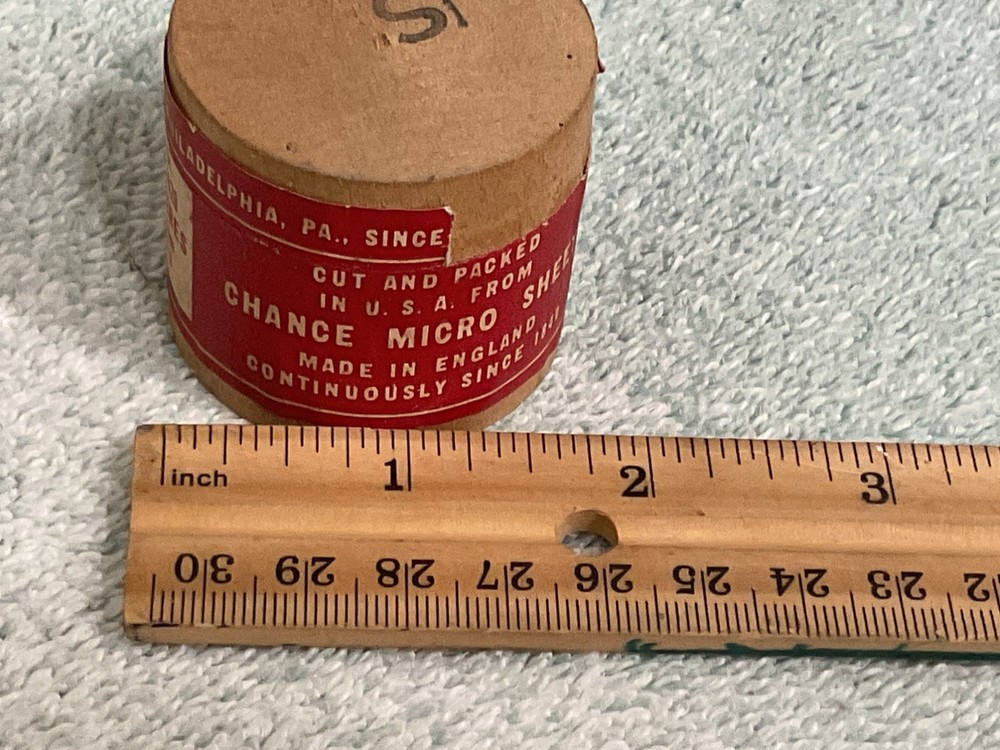 PHILADELPHIA, PA., SINCE
CUT AND PACKED
IN U. S. A. FROM
CHANCE MICRO SHEE
MADE IN ENGLAND
CONTINUOUSLY SINCE
inch 1 2 3
30 29 28 27 26 25 24 23